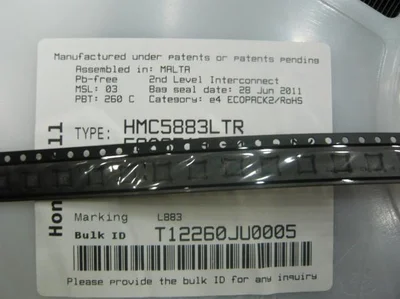 Manufactured under patents or patents pending
Assembled in: MALTA
Pb-free 2nd Level Interconnect
MSL: 03 Bag seal date: 28 Jun 2011
PBT: 260 C Category: e4 ECOPACK2/RoHS
TYPE: HMC5883LTR
Marking L883
Bulk ID T12260JU0005
Please provide the bulk ID for any inquiry